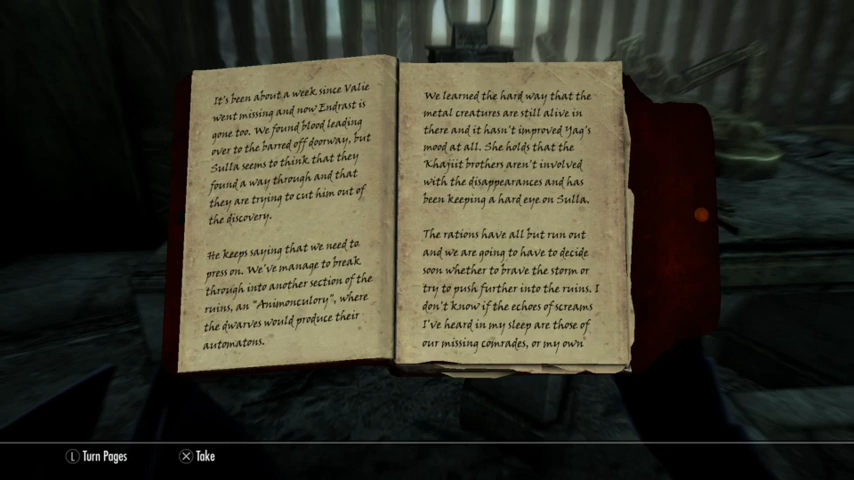 It's been about a week since Valie
went missing and now Endrast is
gone too. We found blood leading
over to the barred off doorway, but
Sulla seems to think that they
found a way through and that
they are trying to cut him out of
the discovery.
He keeps saying that we need to
press on. We've manage to break
through into another section of the
ruins, an "Animonculory", where
the dwarves would produce their
automatons.
We learned the hard way that the
metal creatures are still alive in
there and it hasn't improved Yag's
mood at all. She holds that the
Khajiit brothers aren't involved
with the disappearances and has
been keeping a hard eye on Sulla.
The rations have all but run out
and we are going to have to decide
soon whether to brave the storm or
try to push further into the ruins. I
don't know if the echoes of screams
I've heard in my sleep are those of
our missing comrades, or my own
L Turn Pages
X Take